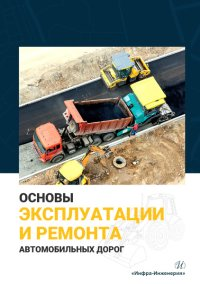 ОСНОВЫ
ЭКСПЛУАТАЦИИ
И РЕМОНТА
АВТОМОБИЛЬНЫХ ДОРОГ
«Инфра-Инженерия»